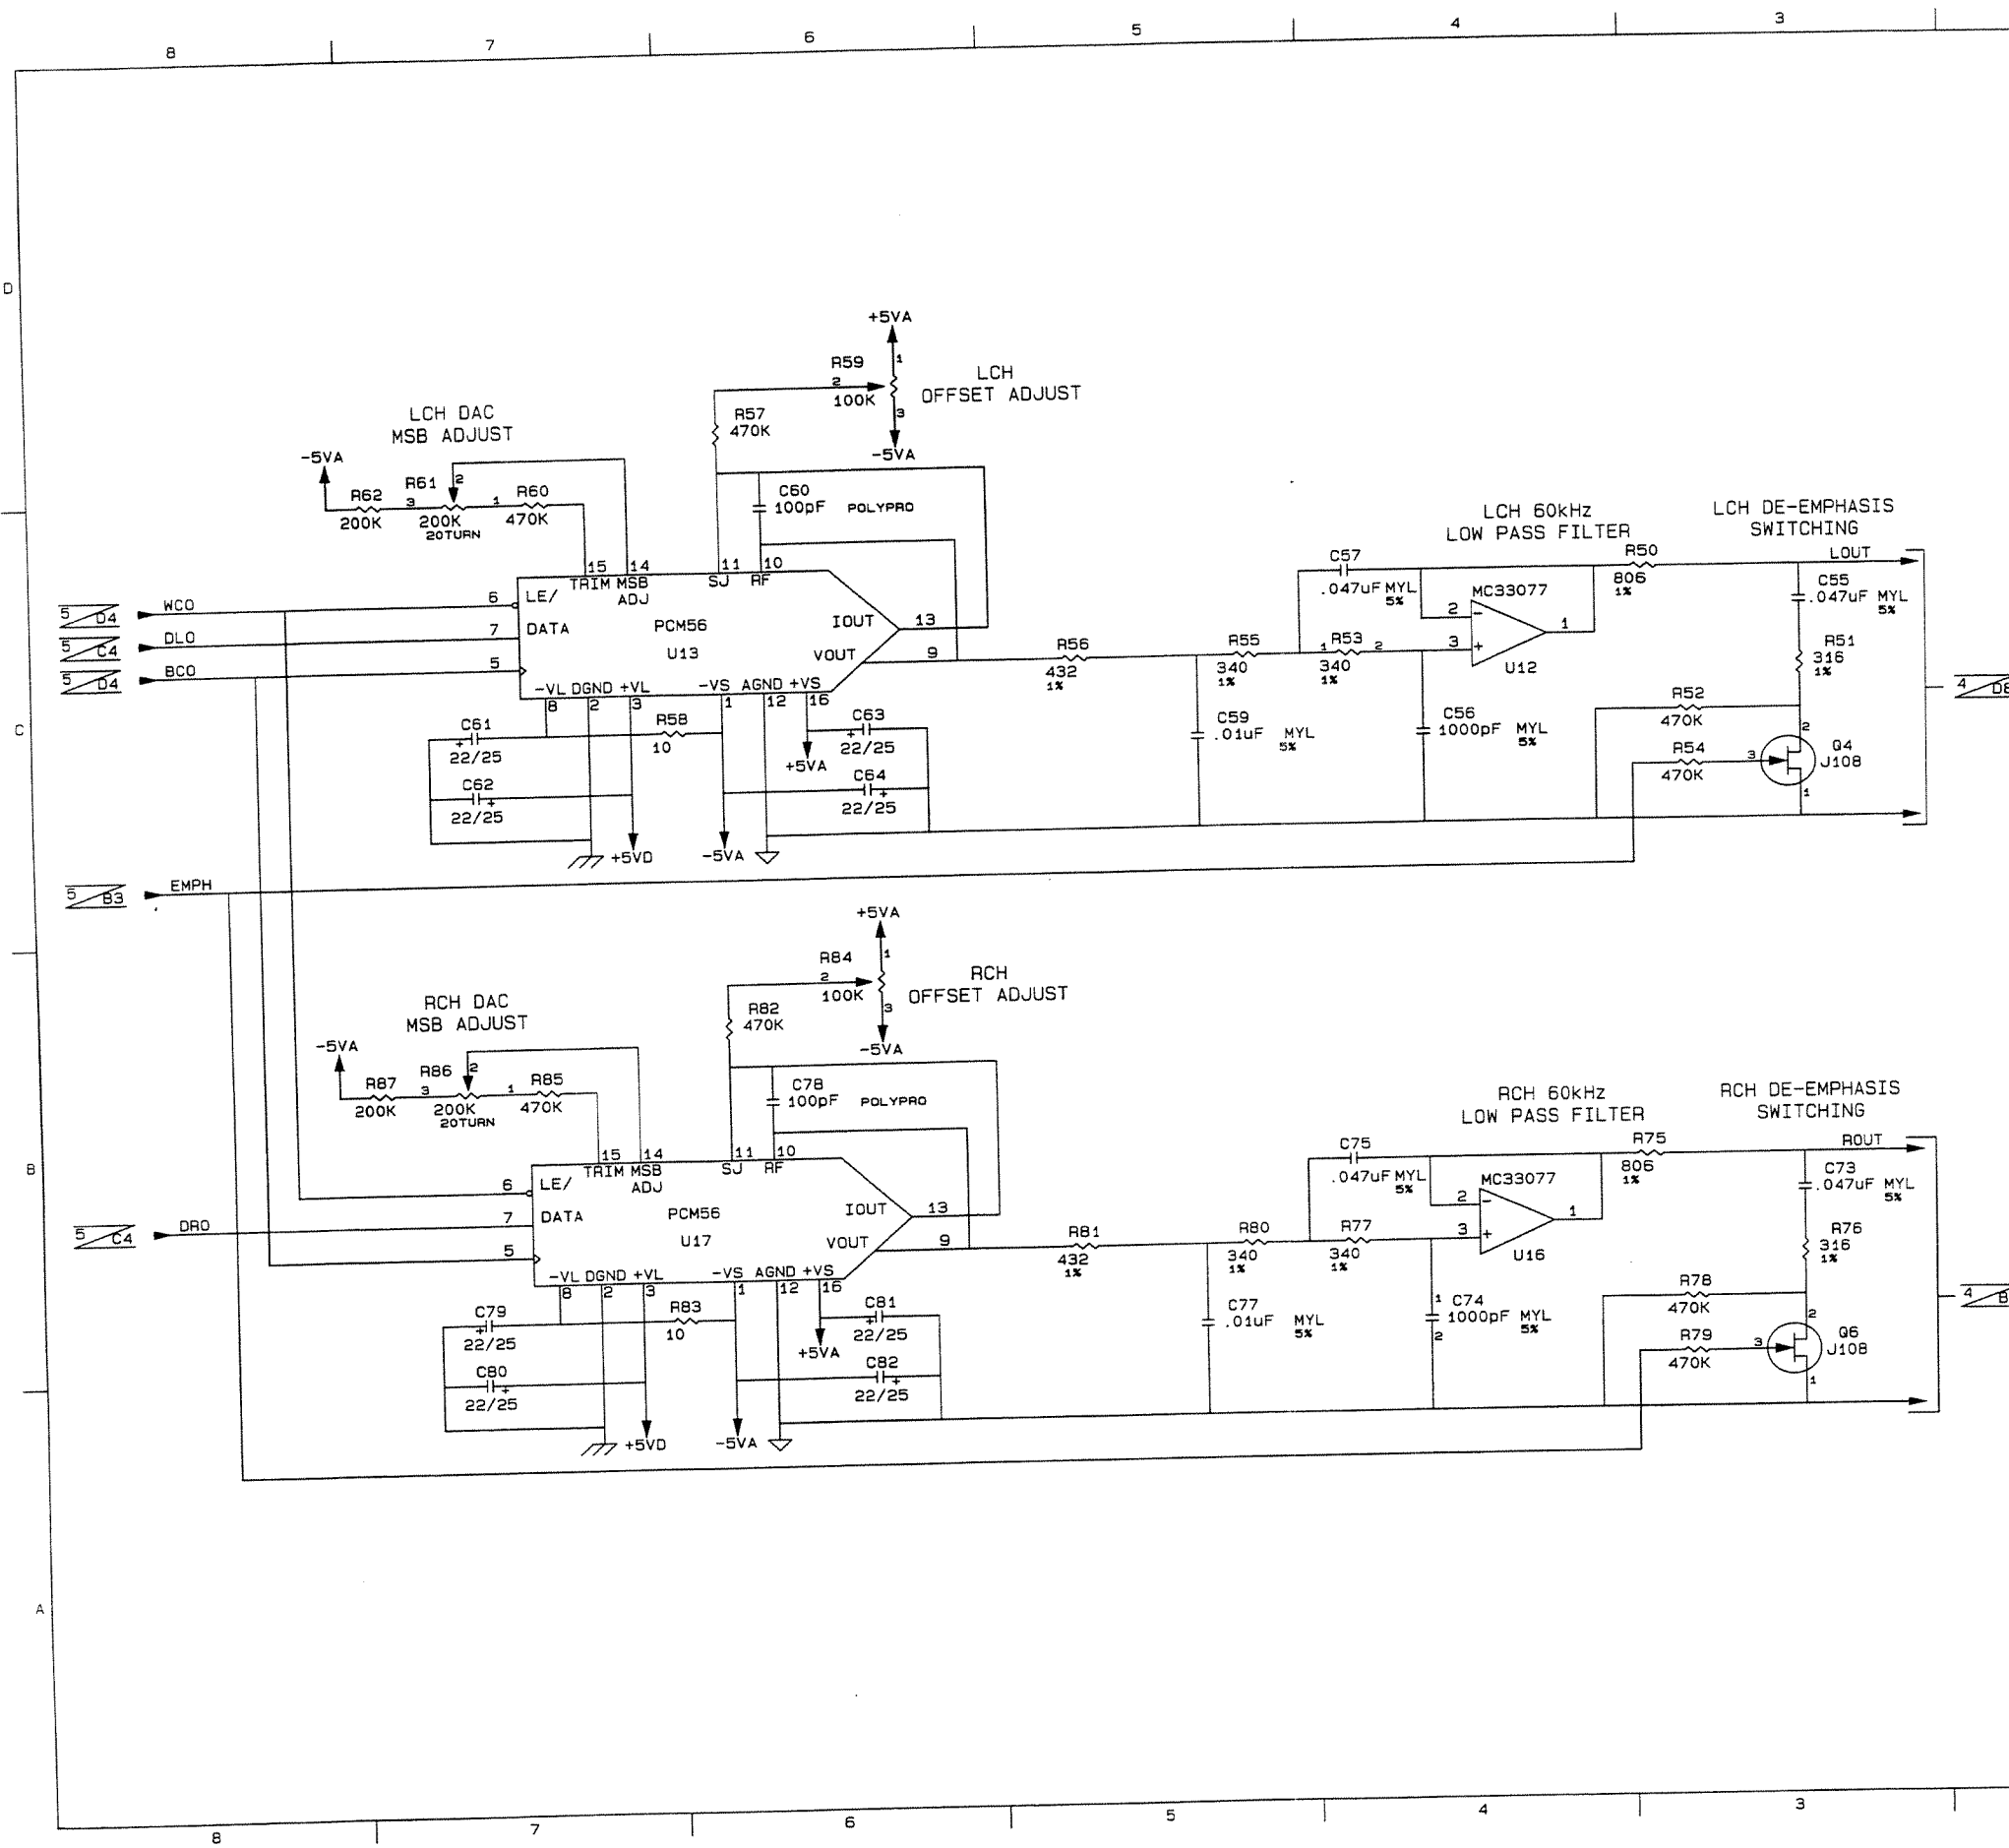 8 7 6 5 4 3
D
+5VA
R59
1
2
100K
3
LCH
OFFSET ADJUST
-5VA
R57
470K
LCH DAC
MSB ADJUST
-5VA
R62
200K
R61
3
2
1
200K
20TURN
R60
470K
C60
100pF POLYPRO
15 14 11 10
TRIM MSB SJ RF
ADJ
5 D4 WCO
5 C4 DLO
5 D4 BCO
6 LE/
7 DATA
5
PCM56
U13
IOUT 13
VOUT 9
-VL DGND +VL -VS AGND +VS
8 2 3 1 12 16
C61
+
22/25
R58
10
C63
+
22/25
+5VA
C62
+
22/25
C64
+
22/25
+5VD
-5VA
R56
432
1%
C59
.01uF MYL
5%
R55
340
1%
1 R53 2
340
1%
C57
.047uF MYL
5%
C56
1000pF MYL
5%
LCH 60kHz
LOW PASS FILTER
MC33077
2 -
3 +
1
U12
R50
806
1%
LCH DE-EMPHASIS
SWITCHING
LOUT
C55
.047uF MYL
5%
R51
316
1%
R52
470K
R54
470K
2
3
1
Q4
J108
4
C
5 B3 EMPH
+5VA
R84
1
2
100K
3
RCH
OFFSET ADJUST
-5VA
R82
470K
RCH DAC
MSB ADJUST
-5VA
R87
200K
R86
3
2
1
200K
20TURN
R85
470K
C78
100pF POLYPRO
15 14 11 10
TRIM MSB SJ RF
ADJ
B
5 C4 DRO
6 LE/
7 DATA
5
PCM56
U17
IOUT 13
VOUT 9
-VL DGND +VL -VS AGND +VS
8 2 3 1 12 16
C79
+
22/25
R83
10
C81
+
22/25
+5VA
C80
+
22/25
C82
+
22/25
+5VD
-5VA
R81
432
1%
C77
.01uF MYL
5%
R80
340
1%
R77
340
1%
C75
.047uF MYL
5%
1 C74
1000pF MYL
2 5%
RCH 60kHz
LOW PASS FILTER
MC33077
2 -
3 +
1
U16
R75
806
1%
RCH DE-EMPHASIS
SWITCHING
ROUT
C73
.047uF MYL
5%
R76
316
1%
R78
470K
R79
470K
2
3
1
Q6
J108
4
A
8 7 6 5 4 3